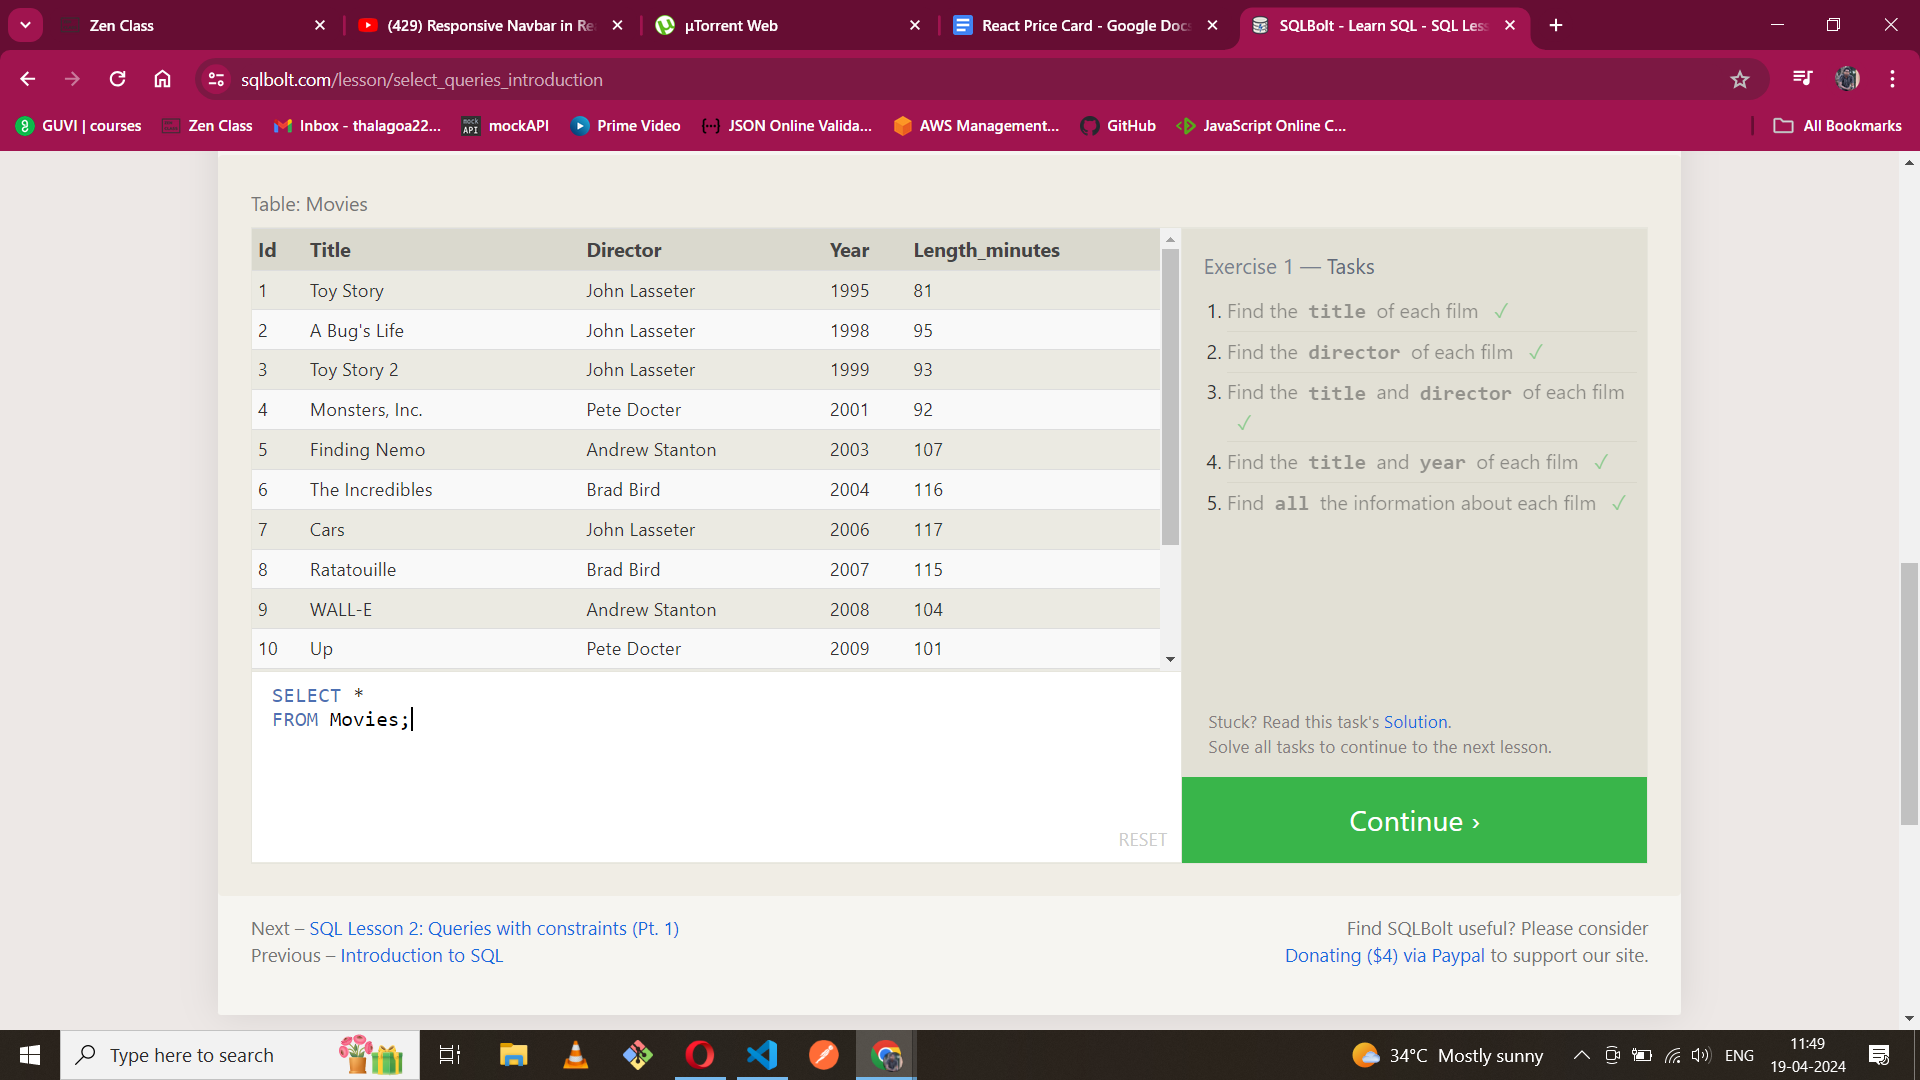 Zen Class
(429) Responsive Navbar in Re
µTorrent Web
React Price Card - Google Docs
SQLBolt - Learn SQL - SQL Less
sqlbolt.com/lesson/select_queries_introduction
GUVI | courses
Zen Class
Inbox - thalagoa22...
mock API
mockAPI
Prime Video
JSON Online Valida...
AWS Management...
GitHub
JavaScript Online C...
All Bookmarks
Table: Movies
Id Title Director Year Length_minutes
1 Toy Story John Lasseter 1995 81
2 A Bug's Life John Lasseter 1998 95
3 Toy Story 2 John Lasseter 1999 93
4 Monsters, Inc. Pete Docter 2001 92
5 Finding Nemo Andrew Stanton 2003 107
6 The Incredibles Brad Bird 2004 116
7 Cars John Lasseter 2006 117
8 Ratatouille Brad Bird 2007 115
9 WALL-E Andrew Stanton 2008 104
10 Up Pete Docter 2009 101
SELECT *
FROM Movies;
RESET
Exercise 1 — Tasks
1. Find the title of each film ✓
2. Find the director of each film ✓
3. Find the title and director of each film
✓
4. Find the title and year of each film ✓
5. Find all the information about each film ✓
Stuck? Read this task's Solution.
Solve all tasks to continue to the next lesson.
Continue ›
Next – SQL Lesson 2: Queries with constraints (Pt. 1)
Previous – Introduction to SQL
Find SQLBolt useful? Please consider
Donating ($4) via Paypal to support our site.
Type here to search
34°C Mostly sunny
ENG
11:49
19-04-2024